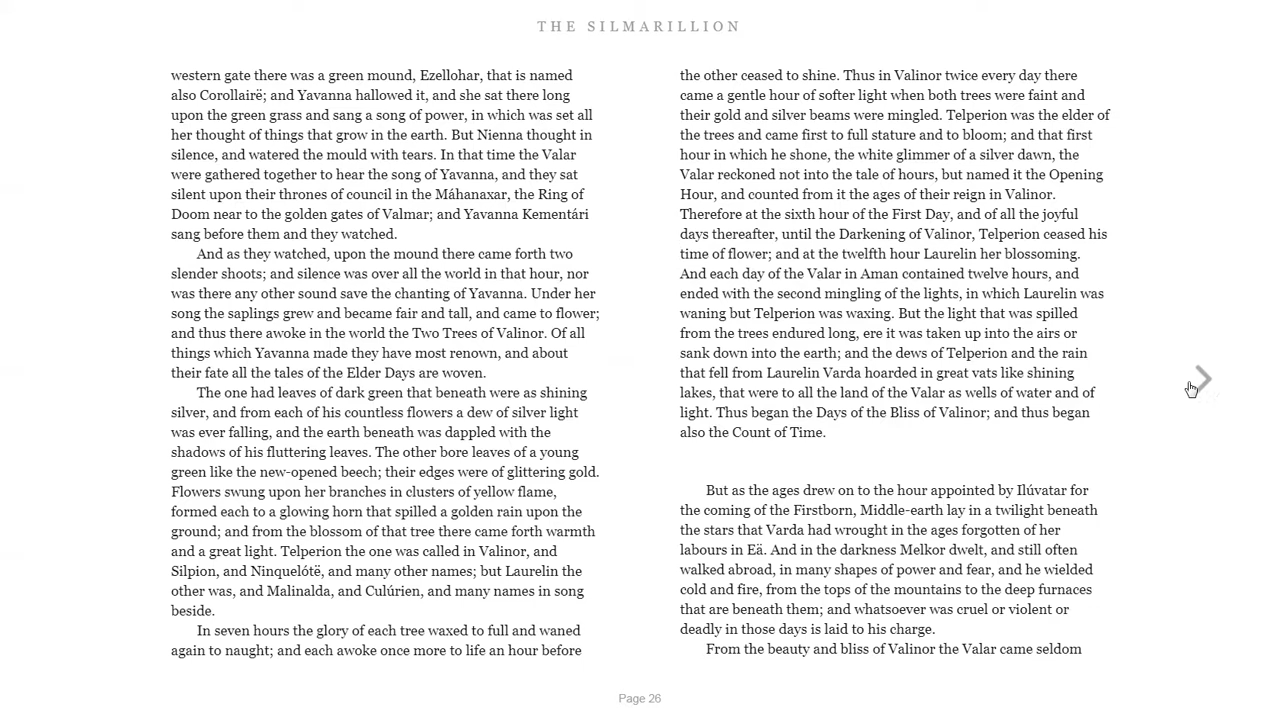 THE SILMARILLION
western gate there was a green mound, Ezellohar, that is named
also Corollairë; and Yavanna hallowed it, and she sat there long
upon the green grass and sang a song of power, in which was set all
her thought of things that grow in the earth. But Nienna thought in
silence, and watered the mould with tears. In that time the Valar
were gathered together to hear the song of Yavanna, and they sat
silent upon their thrones of council in the Máhanaxar, the Ring of
Doom near to the golden gates of Valmar; and Yavanna Kementári
sang before them and they watched.
And as they watched, upon the mound there came forth two
slender shoots; and silence was over all the world in that hour, nor
was there any other sound save the chanting of Yavanna. Under her
song the saplings grew and became fair and tall, and came to flower;
and thus there awoke in the world the Two Trees of Valinor. Of all
things which Yavanna made they have most renown, and about
their fate all the tales of the Elder Days are woven.
The one had leaves of dark green that beneath were as shining
silver, and from each of his countless flowers a dew of silver light
was ever falling, and the earth beneath was dappled with the
shadows of his fluttering leaves. The other bore leaves of a young
green like the new-opened beech; their edges were of glittering gold.
Flowers swung upon her branches in clusters of yellow flame,
formed each to a glowing horn that spilled a golden rain upon the
ground; and from the blossom of that tree there came forth warmth
and a great light. Telperion the one was called in Valinor, and
Silpion, and Ninquelótë, and many other names; but Laurelin the
other was, and Malinalda, and Culúrien, and many names in song
beside.
In seven hours the glory of each tree waxed to full and waned
again to naught; and each awoke once more to life an hour before
the other ceased to shine. Thus in Valinor twice every day there
came a gentle hour of softer light when both trees were faint and
their gold and silver beams were mingled. Telperion was the elder of
the trees and came first to full stature and to bloom; and that first
hour in which he shone, the white glimmer of a silver dawn, the
Valar reckoned not into the tale of hours, but named it the Opening
Hour, and counted from it the ages of their reign in Valinor.
Therefore at the sixth hour of the First Day, and of all the joyful
days thereafter, until the Darkening of Valinor, Telperion ceased his
time of flower; and at the twelfth hour Laurelin her blossoming.
And each day of the Valar in Aman contained twelve hours, and
ended with the second mingling of the lights, in which Laurelin was
waning but Telperion was waxing. But the light that was spilled
from the trees endured long, ere it was taken up into the airs or
sank down into the earth; and the dews of Telperion and the rain
that fell from Laurelin Varda hoarded in great vats like shining
lakes, that were to all the land of the Valar as wells of water and of
light. Thus began the Days of the Bliss of Valinor; and thus began
also the Count of Time.
But as the ages drew on to the hour appointed by Ilúvatar for
the coming of the Firstborn, Middle-earth lay in a twilight beneath
the stars that Varda had wrought in the ages forgotten of her
labours in Eä. And in the darkness Melkor dwelt, and still often
walked abroad, in many shapes of power and fear, and he wielded
cold and fire, from the tops of the mountains to the deep furnaces
that are beneath them; and whatsoever was cruel or violent or
deadly in those days is laid to his charge.
From the beauty and bliss of Valinor the Valar came seldom
Page 26